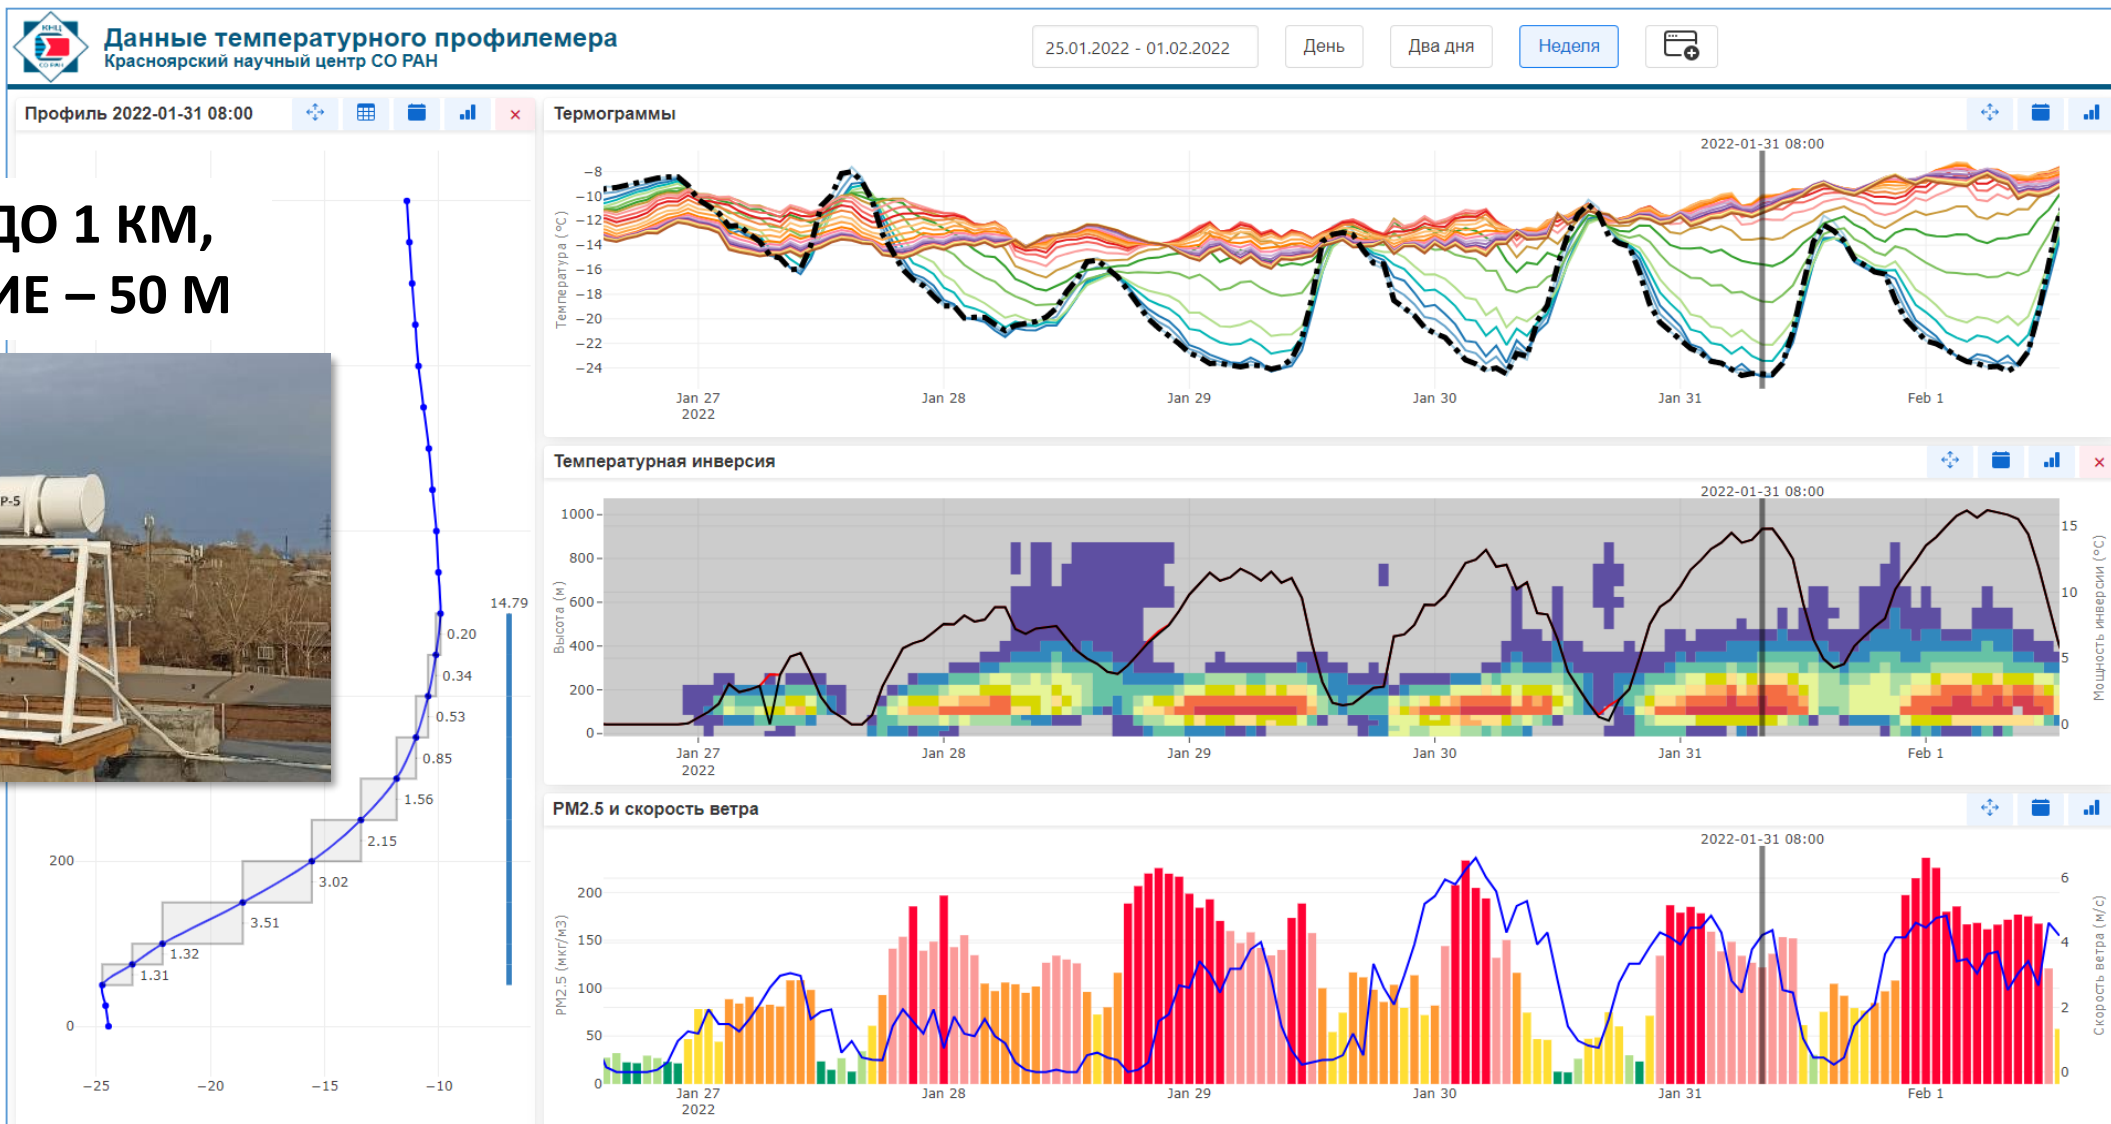 КНЦ
СО РАН
Данные температурного профилемера
Красноярский научный центр СО РАН
25.01.2022 - 01.02.2022
День
Два дня
Неделя
Профиль 2022-01-31 08:00
ДО 1 КМ,
ИЕ – 50 М
Р-5
14.79
0.20
0.34
0.53
0.85
1.56
2.15
3.02
3.51
1.32
1.31
200
0
−25
−20
−15
−10
Термограммы
2022-01-31 08:00
Температура (°C)
−8
−10
−12
−14
−16
−18
−20
−22
−24
Jan 27
2022
Jan 28
Jan 29
Jan 30
Jan 31
Feb 1
Температурная инверсия
2022-01-31 08:00
Высота (м)
1000
800
600
400
200
0
15
10
5
0
Мощность инверсии (°C)
Jan 27
2022
Jan 28
Jan 29
Jan 30
Jan 31
Feb 1
PM2.5 и скорость ветра
2022-01-31 08:00
PM2.5 (мкг/м3)
200
150
100
50
0
6
4
2
0
Скорость ветра (м/с)
Jan 27
2022
Jan 28
Jan 29
Jan 30
Jan 31
Feb 1